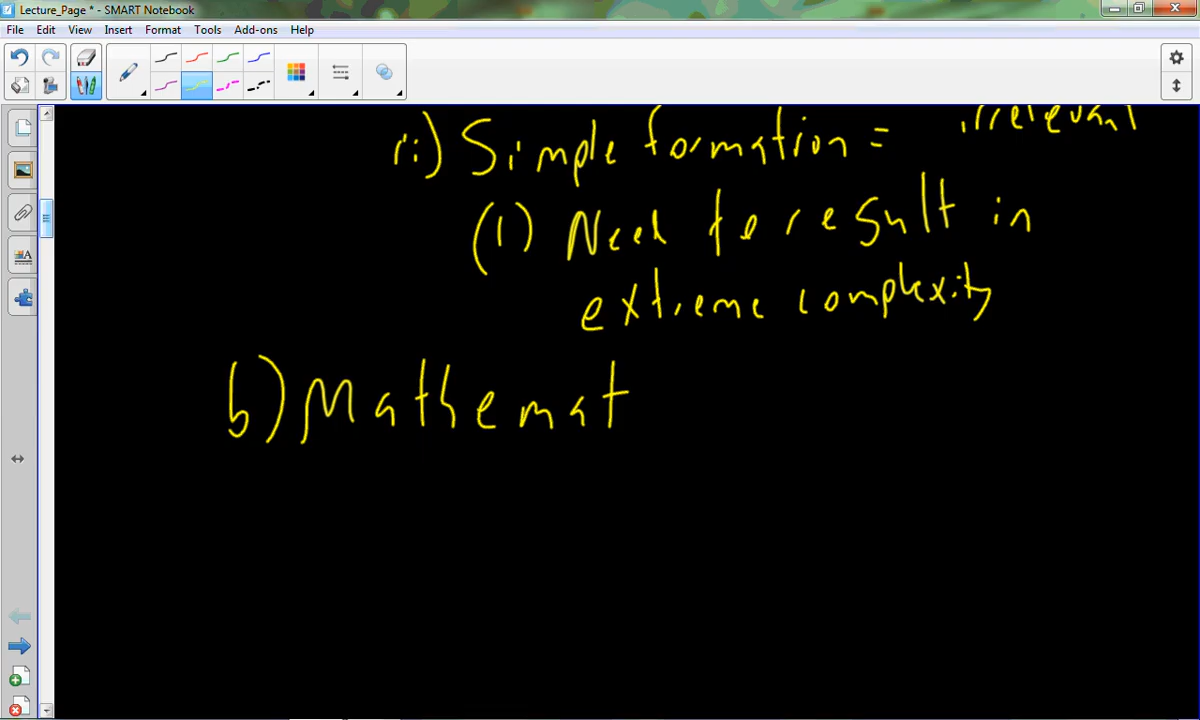 Lecture_Page * - SMART Notebook
File Edit View Insert Format Tools Add-ons Help
irrelevant
ii) Simple formation =
(1) Need to result in
extreme complexity
b) Mathemat